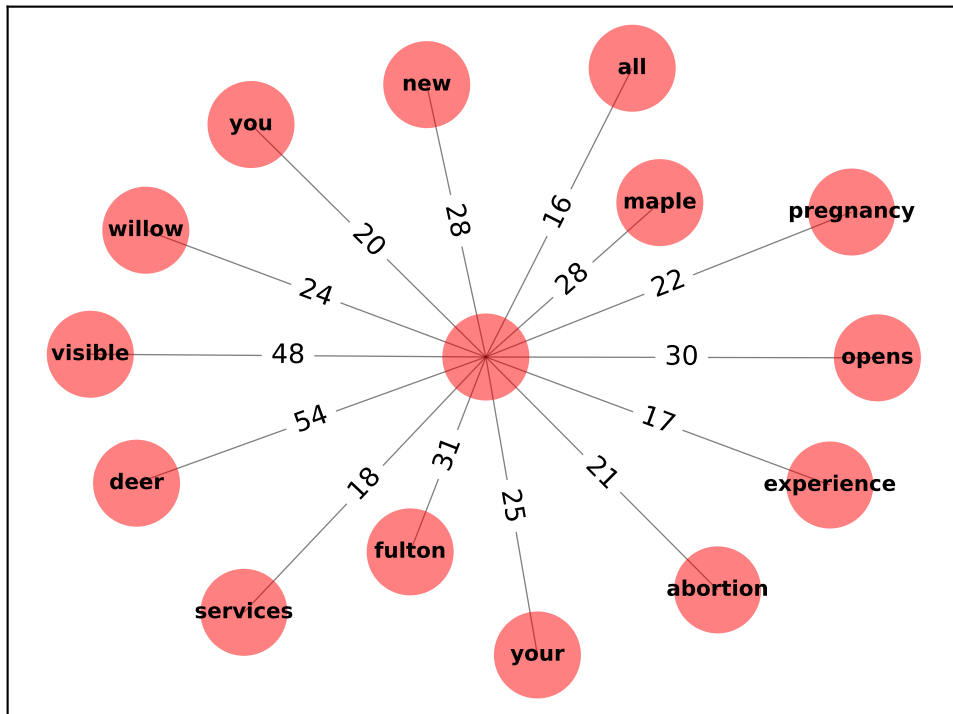 all
new
you
maple
pregnancy
willow
16
28
20
28
22
24
visible
48
30
opens
54
17
31
deer
18
21
experience
25
fulton
abortion
services
your